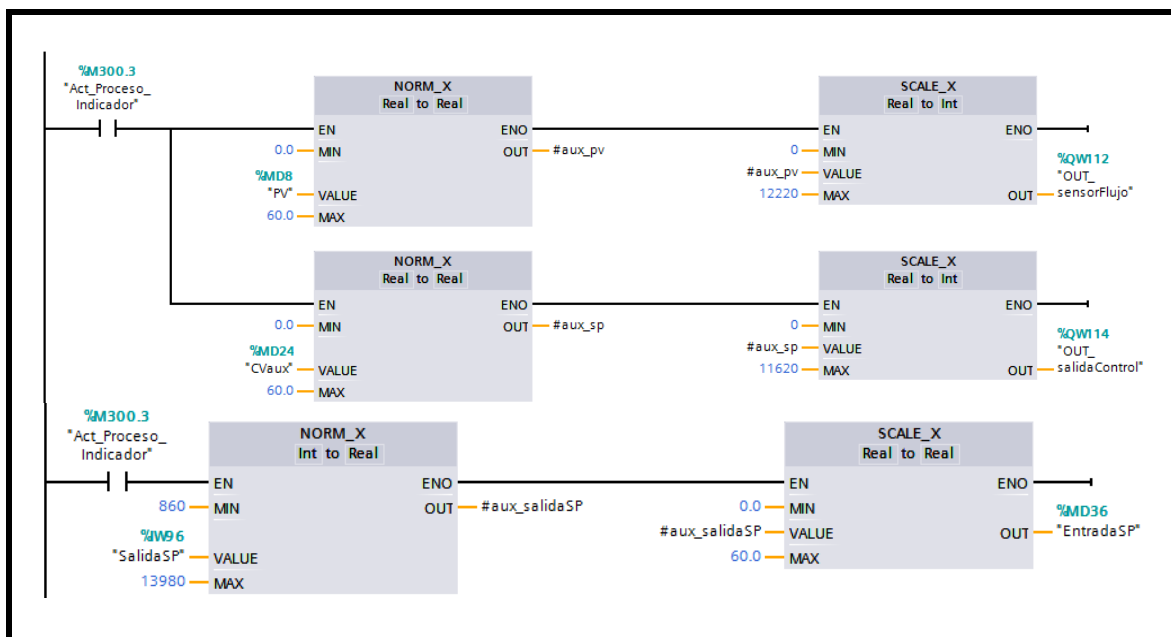 %M300.3
"Act_Proceso_
Indicador"
NORM_X
Real to Real
EN
ENO
0.0
MIN
OUT
#aux_pv
%MD8
"PV"
VALUE
60.0
MAX
SCALE_X
Real to Int
EN
ENO
0
MIN
#aux_pv
VALUE
12220
MAX
OUT
%QW112
"OUT_
sensorFlujo"
NORM_X
Real to Real
EN
ENO
0.0
MIN
OUT
#aux_sp
%MD24
"CVaux"
VALUE
60.0
MAX
SCALE_X
Real to Int
EN
ENO
0
MIN
#aux_sp
VALUE
11620
MAX
OUT
%QW114
"OUT_
salidaControl"
%M300.3
"Act_Proceso_
Indicador"
NORM_X
Int to Real
EN
ENO
860
MIN
OUT
#aux_salidaSP
%IW96
"SalidaSP"
VALUE
13980
MAX
SCALE_X
Real to Real
EN
ENO
0.0
MIN
#aux_salidaSP
VALUE
60.0
MAX
OUT
%MD36
"EntradaSP"